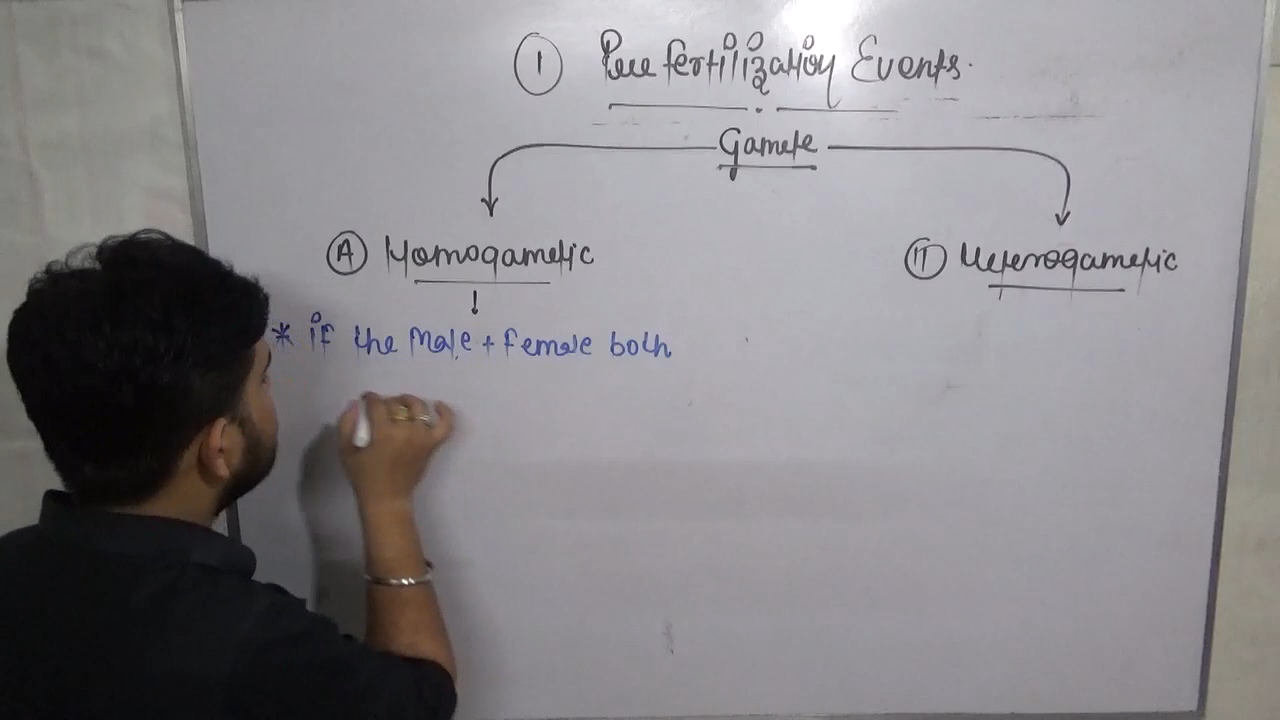 ① Pre fertilization Events.
Gamete
Ⓐ Homogametic
Ⓘ Heterogametic
* if the Male + female both